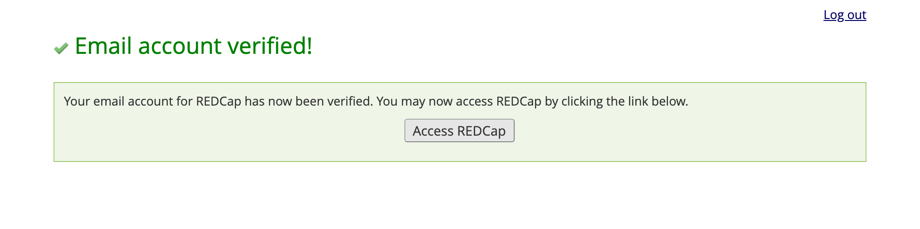 Log out
Email account verified!
Your email account for REDCap has now been verified. You may now access REDCap by clicking the link below.
Access REDCap